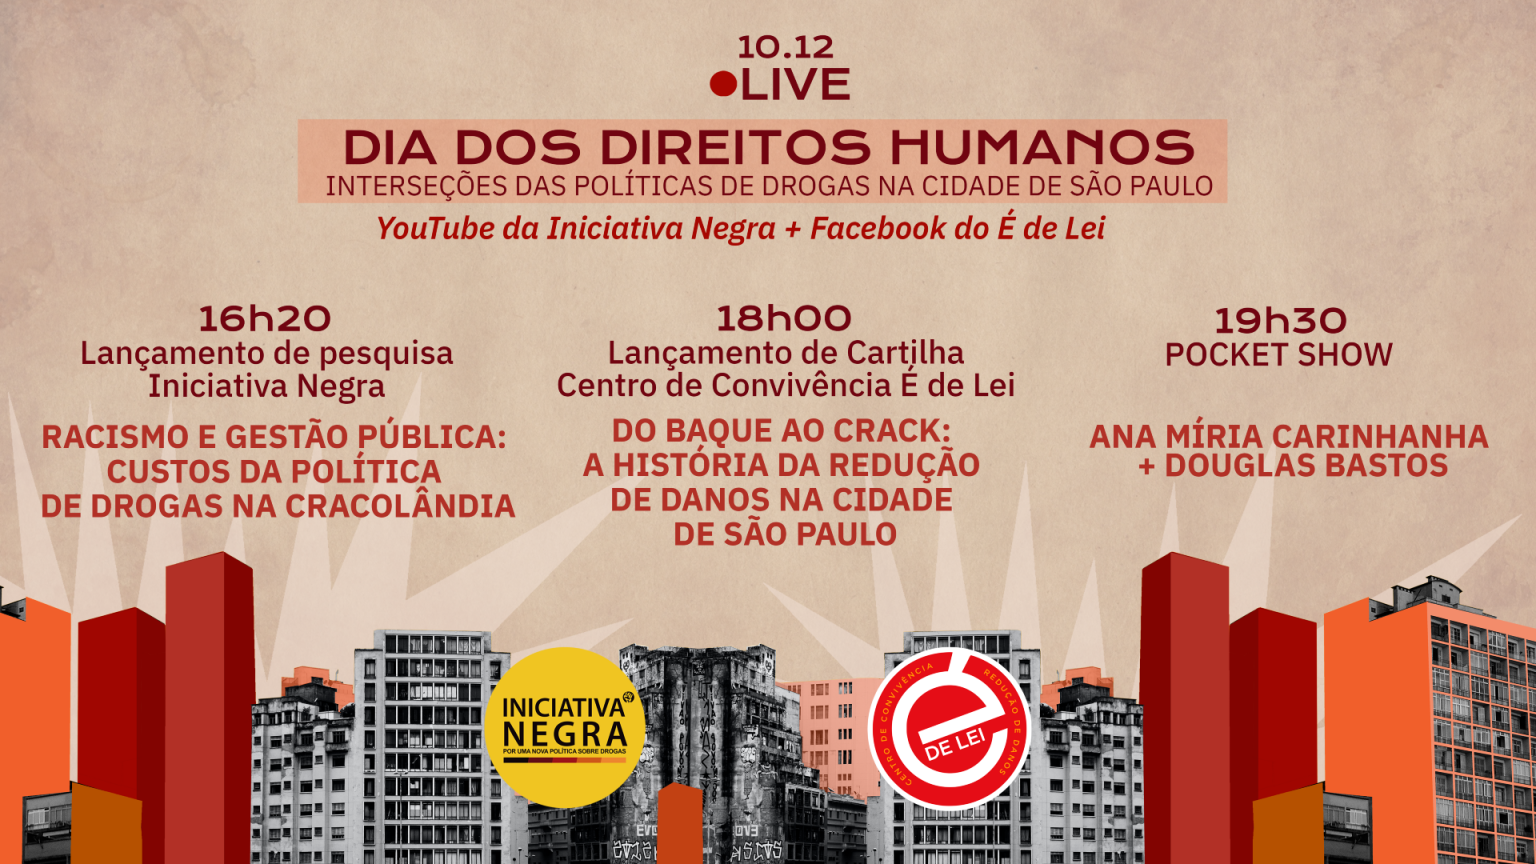 10.12
LIVE
DIA DOS DIREITOS HUMANOS
INTERSEÇÕES DAS POLÍTICAS DE DROGAS NA CIDADE DE SÃO PAULO
YouTube da Iniciativa Negra + Facebook do É de Lei
16h20
Lançamento de pesquisa
Iniciativa Negra
RACISMO E GESTÃO PÚBLICA:
CUSTOS DA POLÍTICA
DE DROGAS NA CRACOLÂNDIA
18h00
Lançamento de Cartilha
Centro de Convivência É de Lei
DO BAQUE AO CRACK:
A HISTÓRIA DA REDUÇÃO
DE DANOS NA CIDADE
DE SÃO PAULO
19h30
POCKET SHOW
ANA MÍRIA CARINHANHA
+ DOUGLAS BASTOS
INICIATIVA
NEGRA
POR UMA NOVA POLÍTICA SOBRE DROGAS
CENTRO DE CONVIVÊNCIA
REDUÇÃO DE DANOS
é
DE LEI